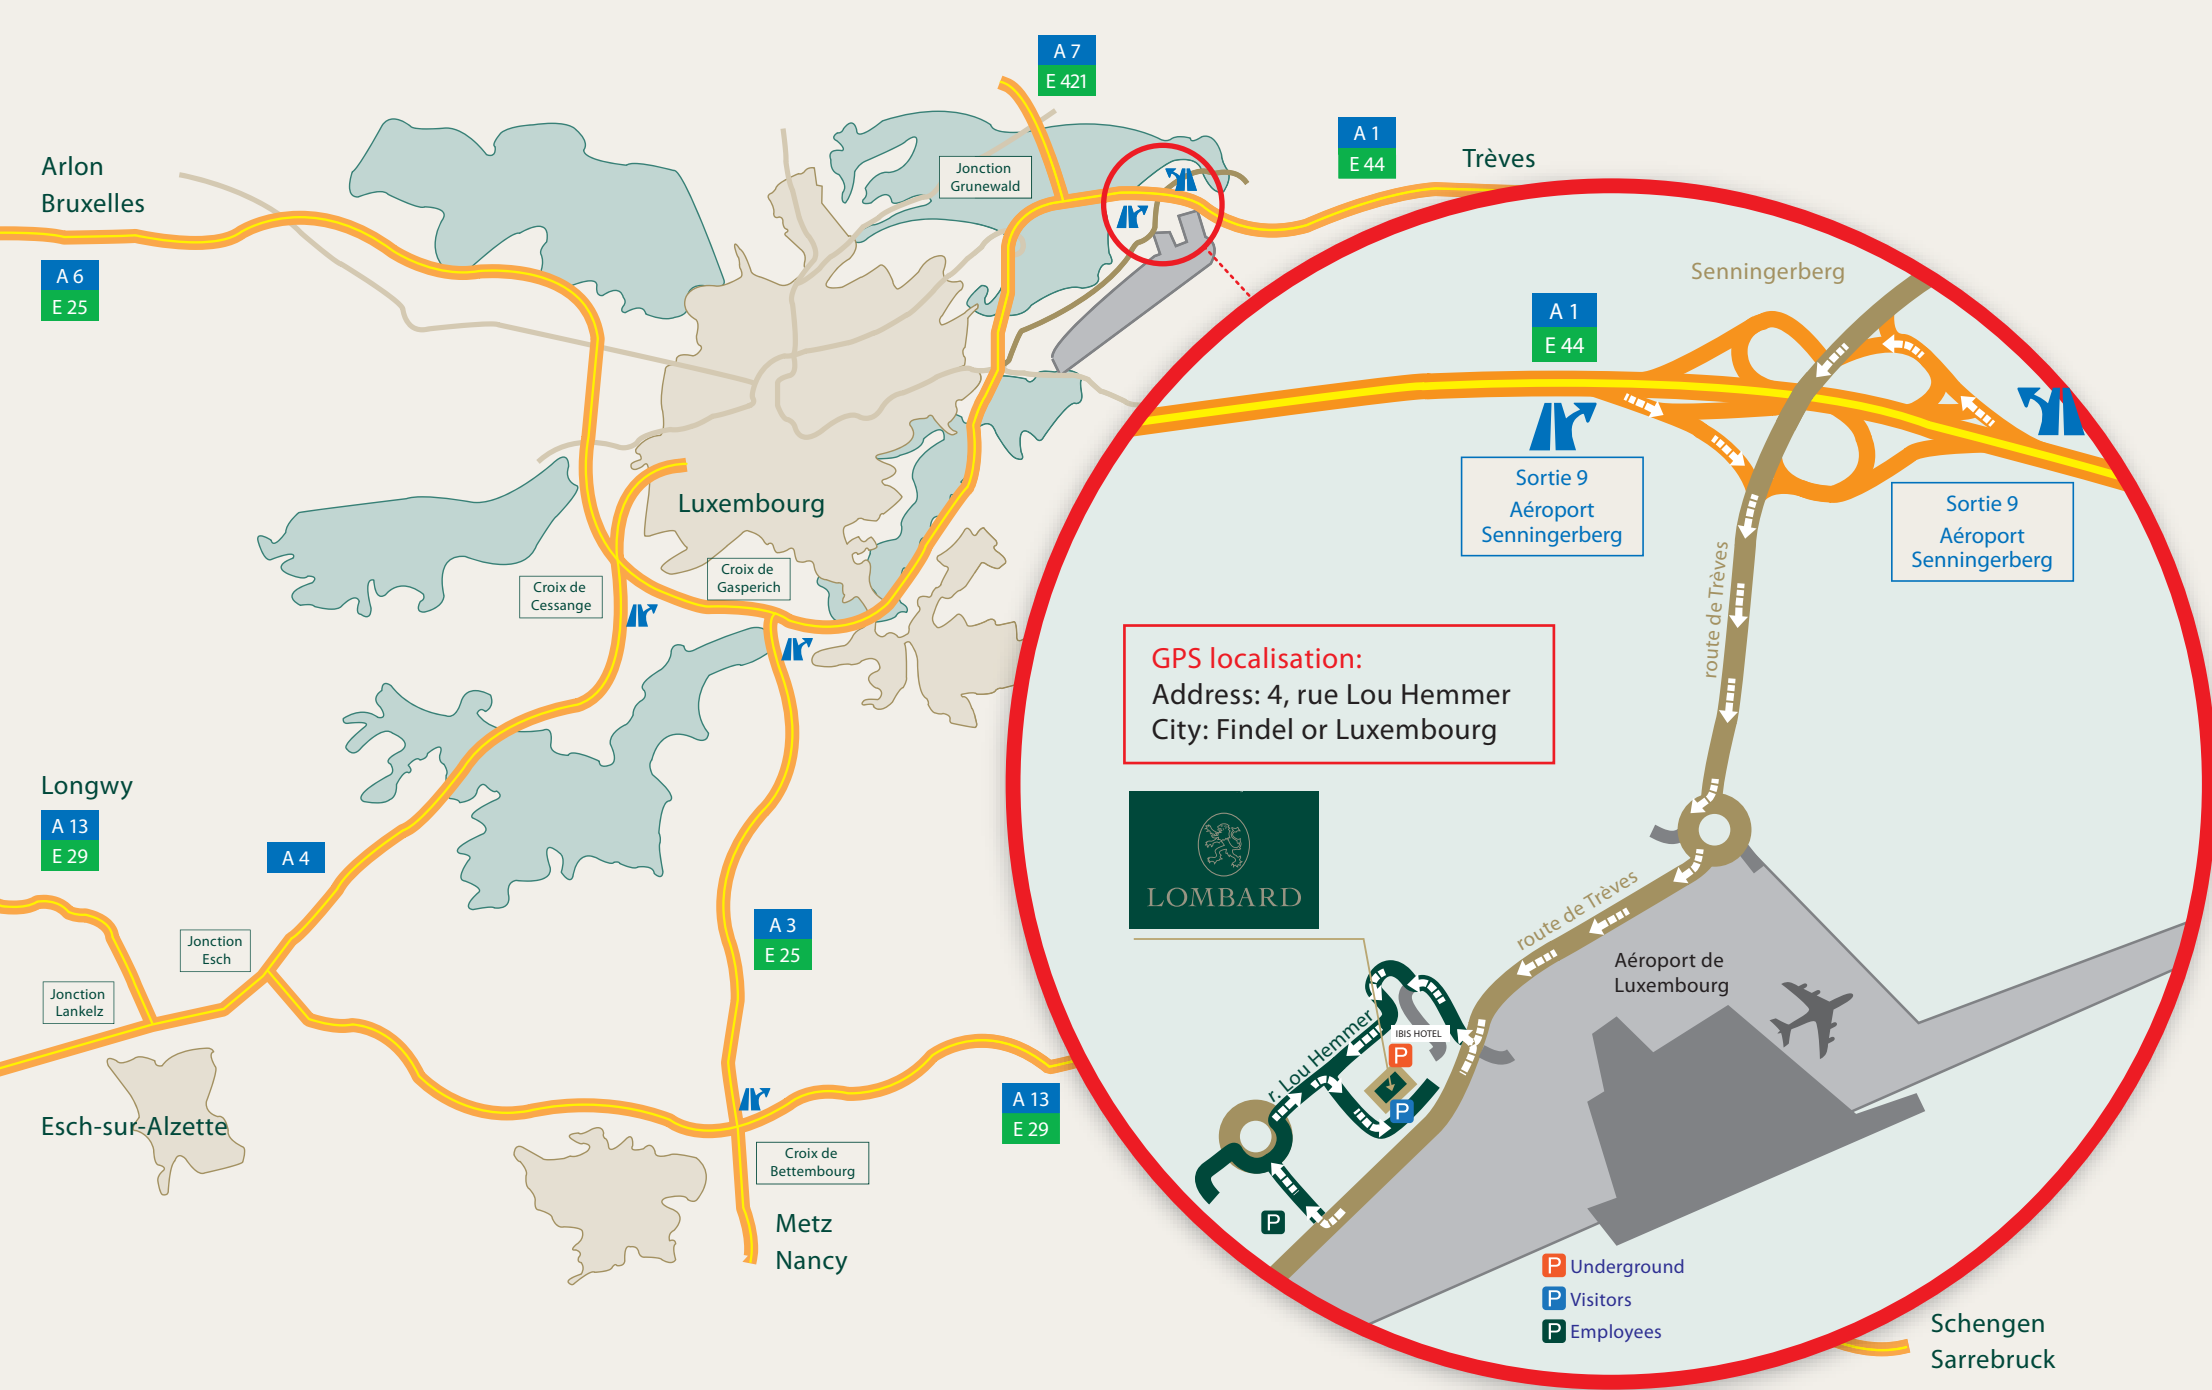 A 7
E 421
A 1
E 44
Trèves
Arlon
Bruxelles
A 6
E 25
Jonction
Grunewald
Senningerberg
A 1
E 44
Sortie 9
Aéroport
Senningerberg
Sortie 9
Aéroport
Senningerberg
Luxembourg
Croix de
Cessange
Croix de
Gasperich
route de Trèves
GPS localisation:
Address: 4, rue Lou Hemmer
City: Findel or Luxembourg
LOMBARD
Longwy
A 13
E 29
A 4
A 3
E 25
Jonction
Esch
Jonction
Lankelz
route de Trèves
Aéroport de
Luxembourg
r. Lou Hemmer
IBIS HOTEL
P
P
P
Esch-sur-Alzette
A 13
E 29
Croix de
Bettembourg
Metz
Nancy
P Underground
P Visitors
P Employees
Schengen
Sarrebruck